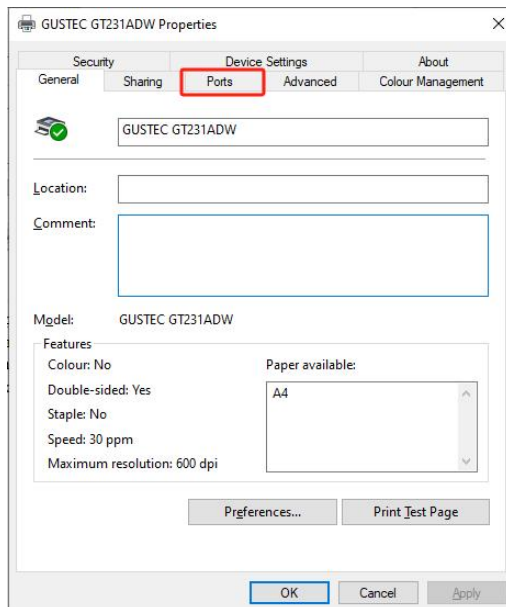 GUSTEC GT231ADW Properties
Security Device Settings About
General Sharing Ports Advanced Colour Management
GUSTEC GT231ADW
Location:
Comment:
Model: GUSTEC GT231ADW
Features
Colour: No
Paper available:
Double-sided: Yes
A4
Staple: No
Speed: 30 ppm
Maximum resolution: 600 dpi
Preferences...
Print Test Page
OK
Cancel
Apply